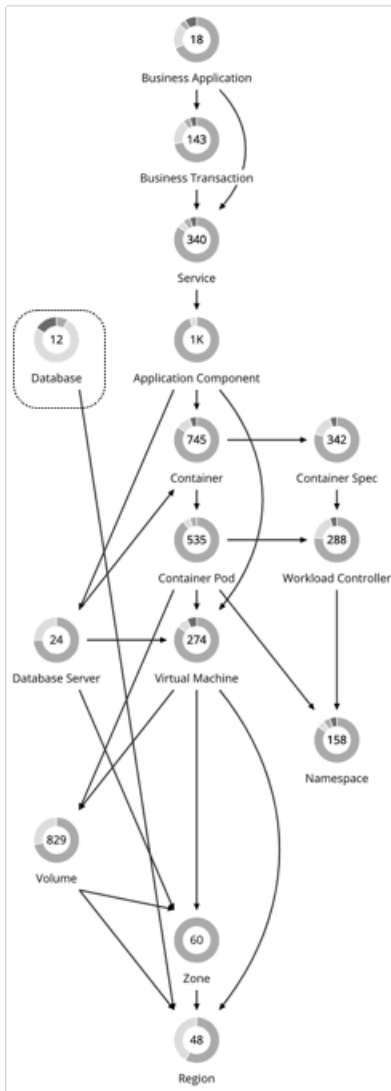 18
Business Application
143
Business Transaction
340
Service
12
Database
1K
Application Component
745
Container
342
Container Spec
535
Container Pod
288
Workload Controller
24
Database Server
274
Virtual Machine
158
Namespace
829
Volume
60
Zone
48
Region